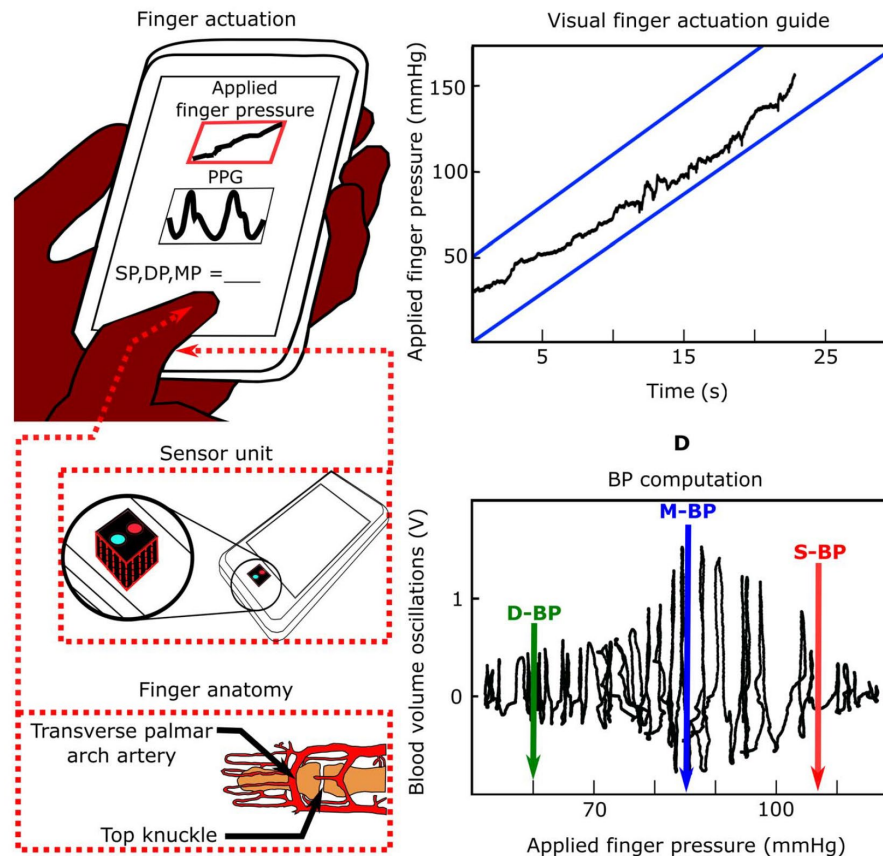 Finger actuation
Applied
finger pressure
PPG
SP,DP,MP =____
Sensor unit
Finger anatomy
Transverse palmar
arch artery
Top knuckle
Visual finger actuation guide
Applied finger pressure (mmHg)
150
100
50
5
15
25
Time (s)
D
BP computation
Blood volume oscillations (V)
M-BP
S-BP
D-BP
1
0
70
100
Applied finger pressure (mmHg)